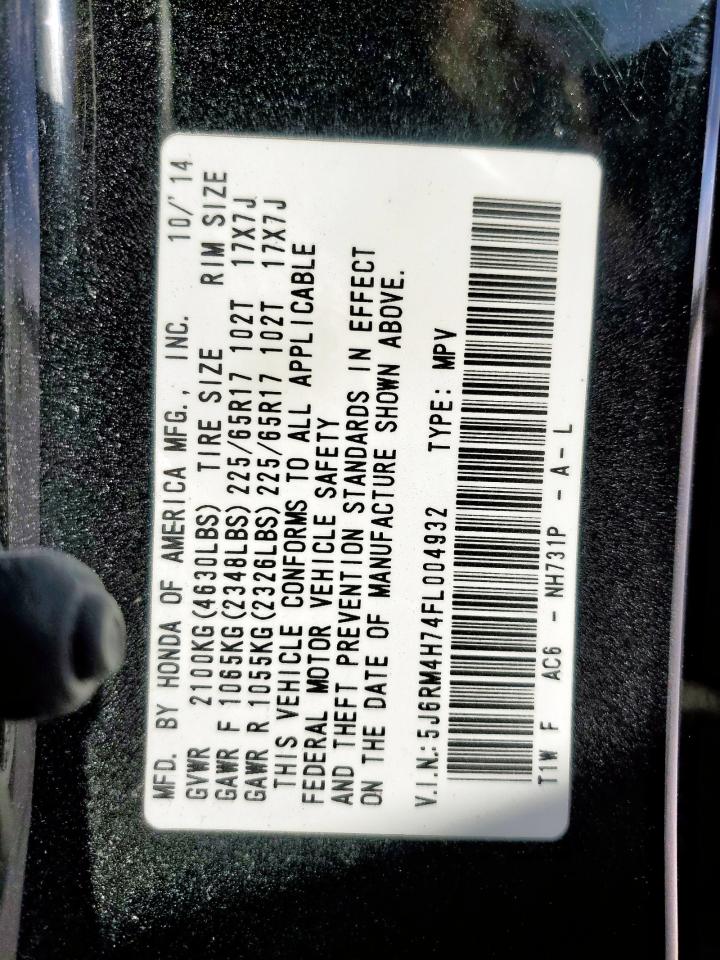 MFD. BY HONDA OF AMERICA MFG., INC. 10/'14
GVWR 2100KG(4630LBS) TIRE SIZE RIM SIZE
GAWR F 1065KG(2348LBS) 225/65R17 102T 17X7J
GAWR R 1055KG(2326LBS) 225/65R17 102T 17X7J
THIS VEHICLE CONFORMS TO ALL APPLICABLE
FEDERAL MOTOR VEHICLE SAFETY
AND THEFT PREVENTION STANDARDS IN EFFECT
ON THE DATE OF MANUFACTURE SHOWN ABOVE.
V.I.N.: 5J6RM4H74FL004932 TYPE: MPV
T1W F AC6 - NH731P - A - L